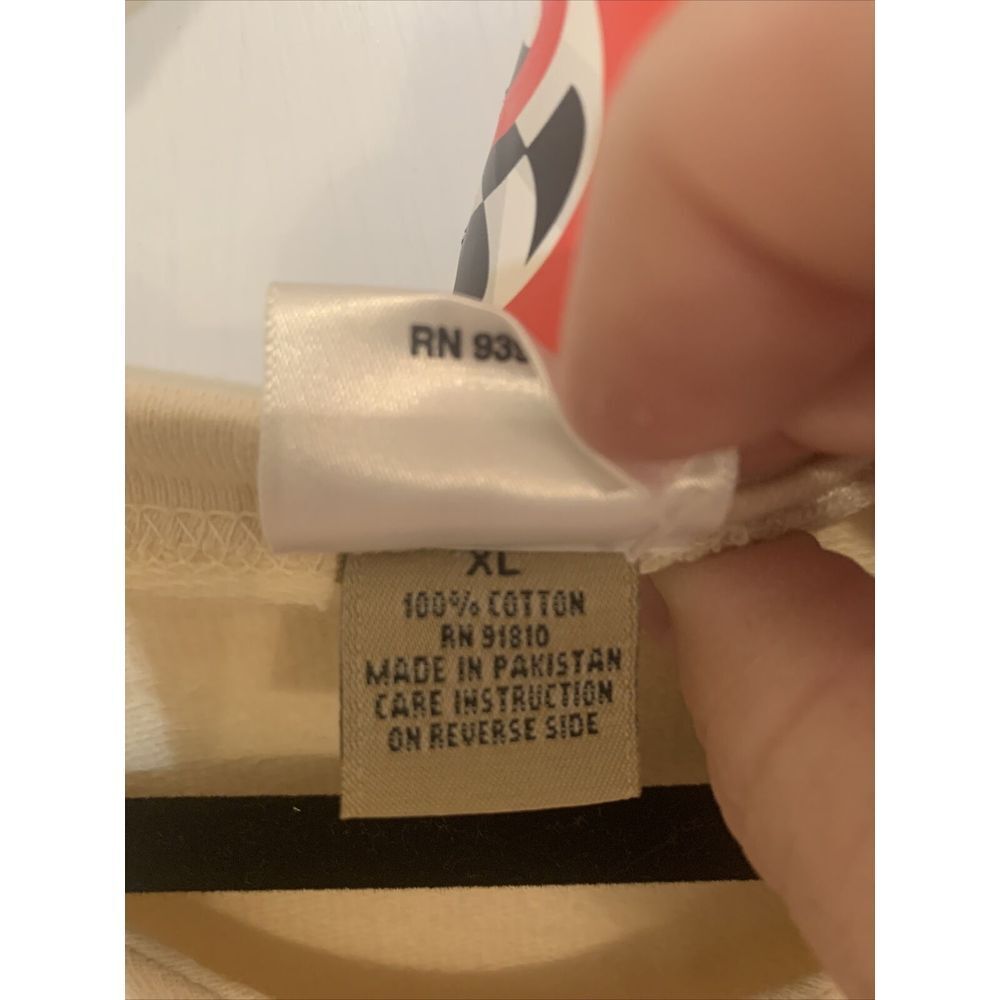 RN 93
XL
100% COTTON
RN 91810
MADE IN PAKISTAN
CARE INSTRUCTION
ON REVERSE SIDE